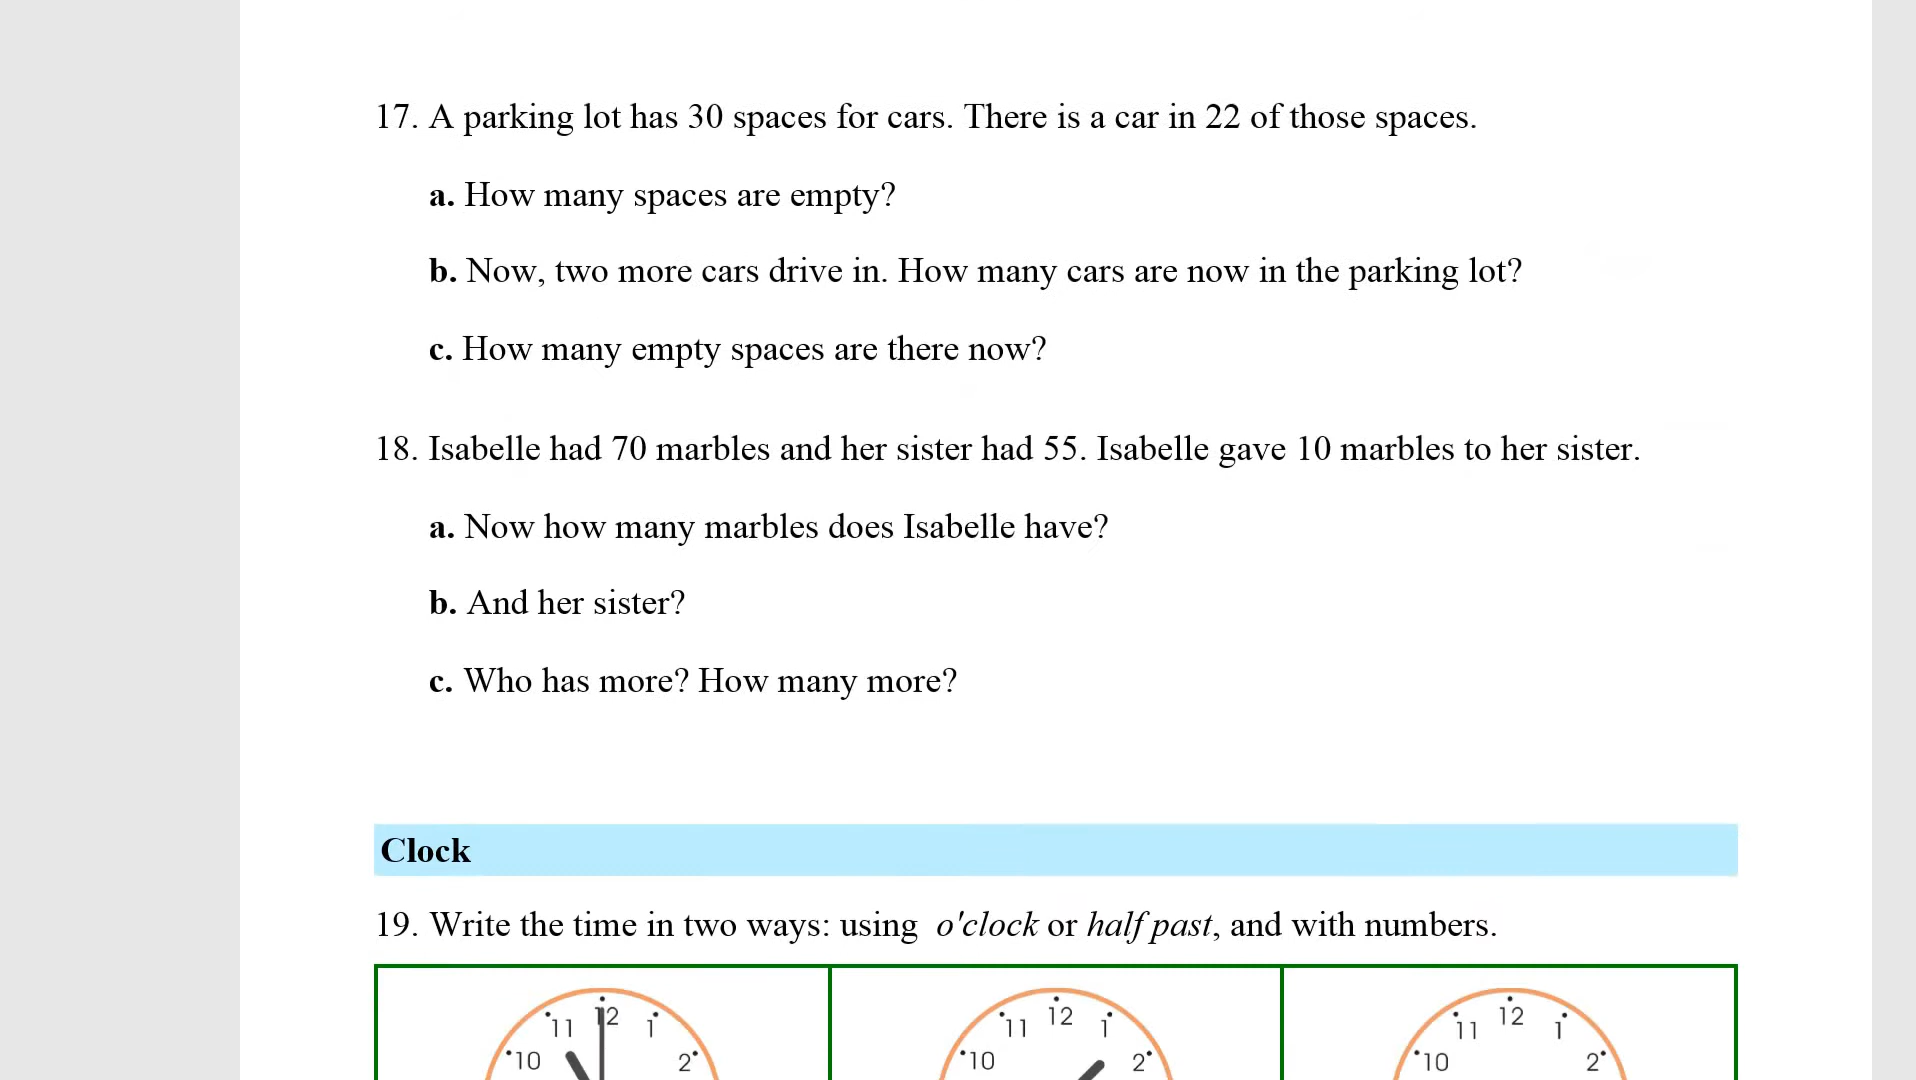 17. A parking lot has 30 spaces for cars. There is a car in 22 of those spaces.
a. How many spaces are empty?
b. Now, two more cars drive in. How many cars are now in the parking lot?
c. How many empty spaces are there now?
18. Isabelle had 70 marbles and her sister had 55. Isabelle gave 10 marbles to her sister.
a. Now how many marbles does Isabelle have?
b. And her sister?
c. Who has more? How many more?
Clock
19. Write the time in two ways: using o'clock or half past, and with numbers.
10 11 12 1 2
10 11 12 1 2
10 11 12 1 2